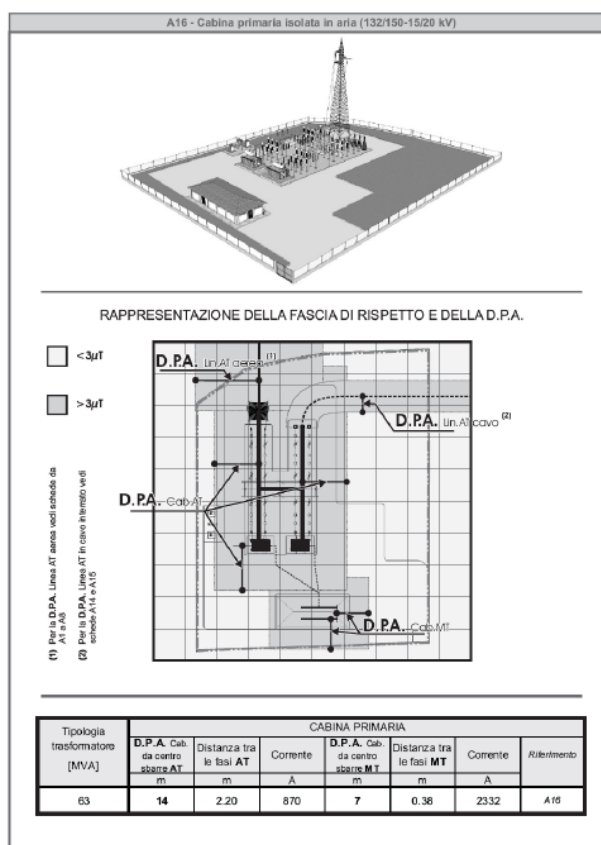 A16 - Cabina primaria isolata in aria (132/150-15/20 kV)
RAPPRESENTAZIONE DELLA FASCIA DI RISPETTO E DELLA D.P.A.
< 3µT
> 3µT
D.P.A. Lin.AT aerea (1)
D.P.A. Lin.AT cavo (2)
D.P.A. Cab.AT
D.P.A. Cab.MT
(1) Per la D.P.A. Linea AT aerea vedi schede da
A1 a A8
(2) Per la D.P.A. Linea AT in cavo interrato vedi
schede A14 e A15
Tipologia trasformatore [MVA]
CABINA PRIMARIA
D.P.A. Cab. da centro sbarre AT
Distanza tra le fasi AT
Corrente
D.P.A. Cab. da centro sbarre MT
Distanza tra le fasi MT
Corrente
Riferimento
m m A m m A
63 14 2.20 870 7 0.38 2332 A16